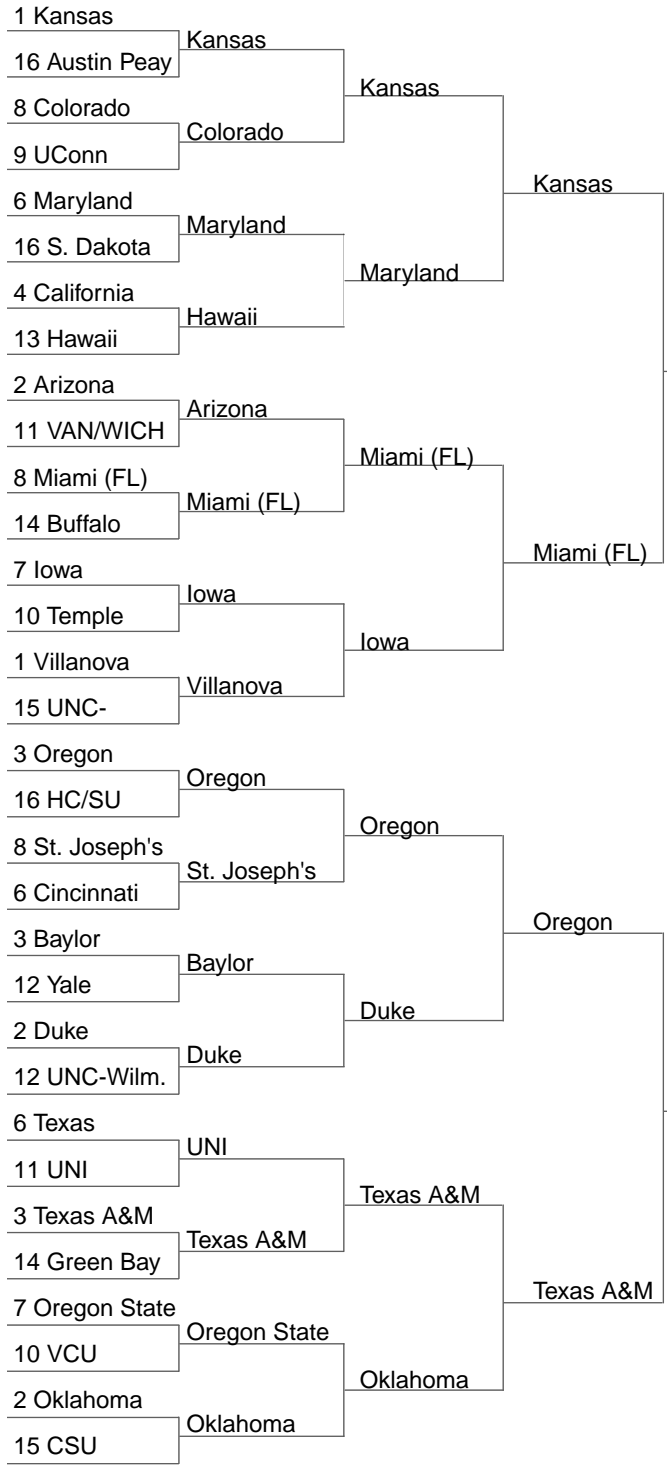 1 Kansas
Kansas
16 Austin Peay
Kansas
8 Colorado
Colorado
9 UConn
Kansas
6 Maryland
Maryland
16 S. Dakota
Maryland
4 California
Hawaii
13 Hawaii
2 Arizona
Arizona
11 VAN/WICH
Miami (FL)
8 Miami (FL)
Miami (FL)
14 Buffalo
Miami (FL)
7 Iowa
Iowa
10 Temple
Iowa
1 Villanova
Villanova
15 UNC-
3 Oregon
Oregon
16 HC/SU
Oregon
8 St. Joseph's
St. Joseph's
6 Cincinnati
Oregon
3 Baylor
Baylor
12 Yale
Duke
2 Duke
Duke
12 UNC-Wilm.
6 Texas
UNI
11 UNI
Texas A&M
3 Texas A&M
Texas A&M
14 Green Bay
Texas A&M
7 Oregon State
Oregon State
10 VCU
Oklahoma
2 Oklahoma
Oklahoma
15 CSU